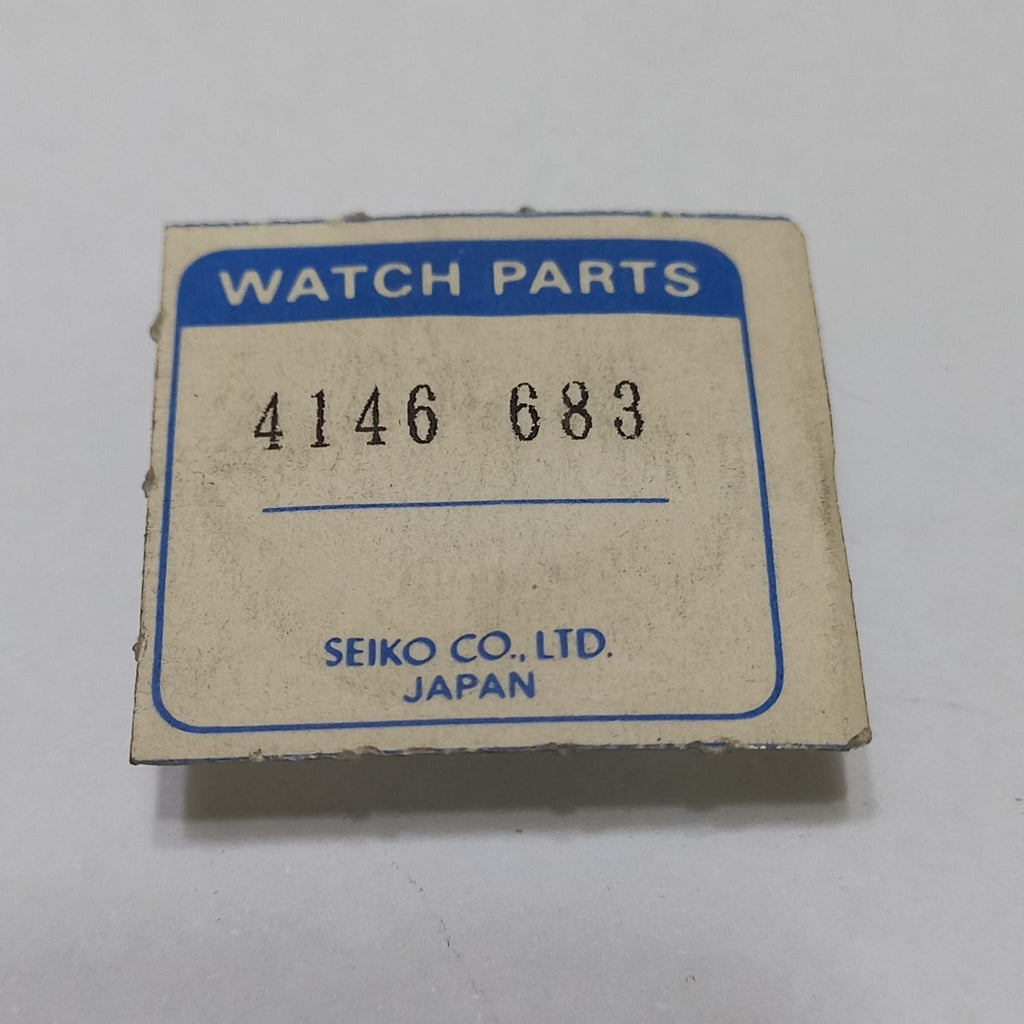 WATCH PARTS
4146 683
SEIKO CO., LTD.
JAPAN